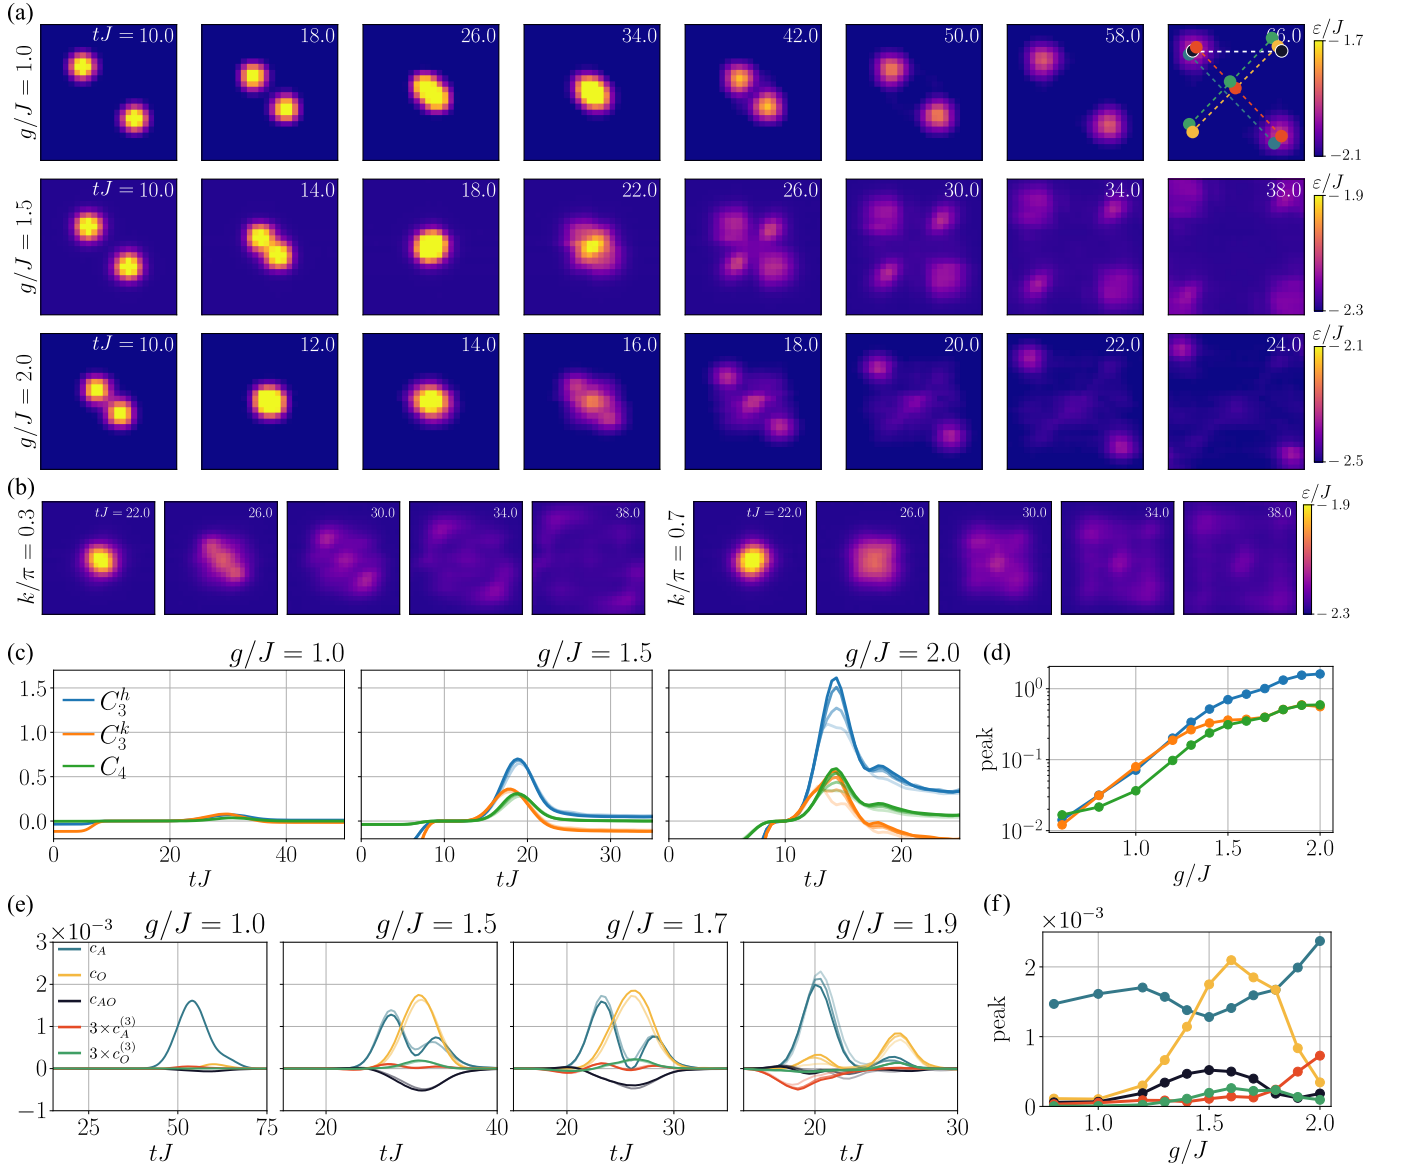 (a)
g/J = 1.0
tJ = 10.0
18.0
26.0
34.0
42.0
50.0
58.0
66.0
ε/J
−1.7
−2.1
g/J = 1.5
tJ = 10.0
14.0
18.0
22.0
26.0
30.0
34.0
38.0
ε/J
−1.9
−2.3
g/J = 2.0
tJ = 10.0
12.0
14.0
16.0
18.0
20.0
22.0
24.0
ε/J
−2.1
−2.5
(b)
k/π = 0.3
tJ = 22.0
26.0
30.0
34.0
38.0
k/π = 0.7
tJ = 22.0
26.0
30.0
34.0
38.0
ε/J
−1.9
−2.3
(c)
g/J = 1.0
g/J = 1.5
g/J = 2.0
1.5
1.0
0.5
0.0
C₃ʰ
C₃ᵏ
C₄
0
20
40
0
10
20
30
0
10
20
tJ
tJ
tJ
(d)
peak
10⁰
10⁻¹
10⁻²
1.0
1.5
2.0
g/J
(e)
×10⁻³
g/J = 1.0
g/J = 1.5
g/J = 1.7
g/J = 1.9
3
2
1
0
−1
c_A
c_O
c_AO
3×c_A⁽³⁾
3×c_O⁽³⁾
25
50
75
20
40
20
30
20
30
tJ
tJ
tJ
tJ
(f)
×10⁻³
peak
2
1
0
1.0
1.5
2.0
g/J